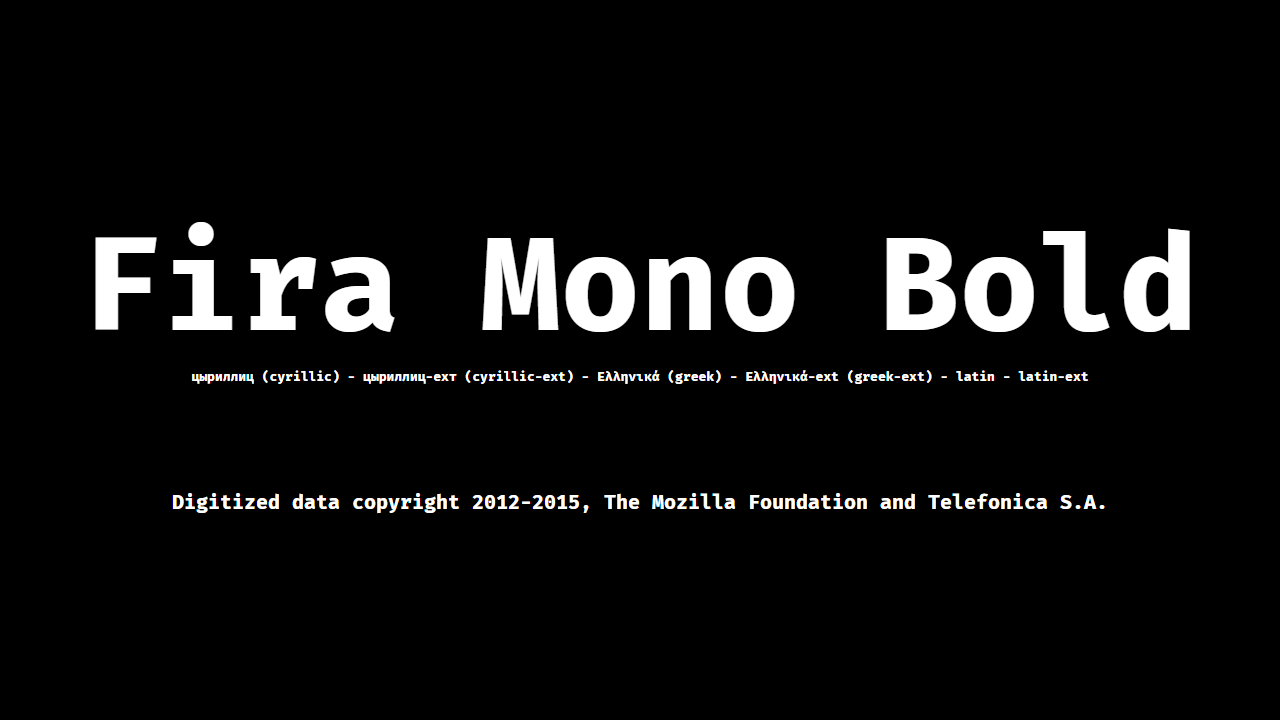 Fira Mono Bold
цыриллиц (cyrillic) - цыриллиц-ехт (cyrillic-ext) - Ελληνικά (greek) - Ελληνικά-ext (greek-ext) - latin - latin-ext
Digitized data copyright 2012-2015, The Mozilla Foundation and Telefonica S.A.